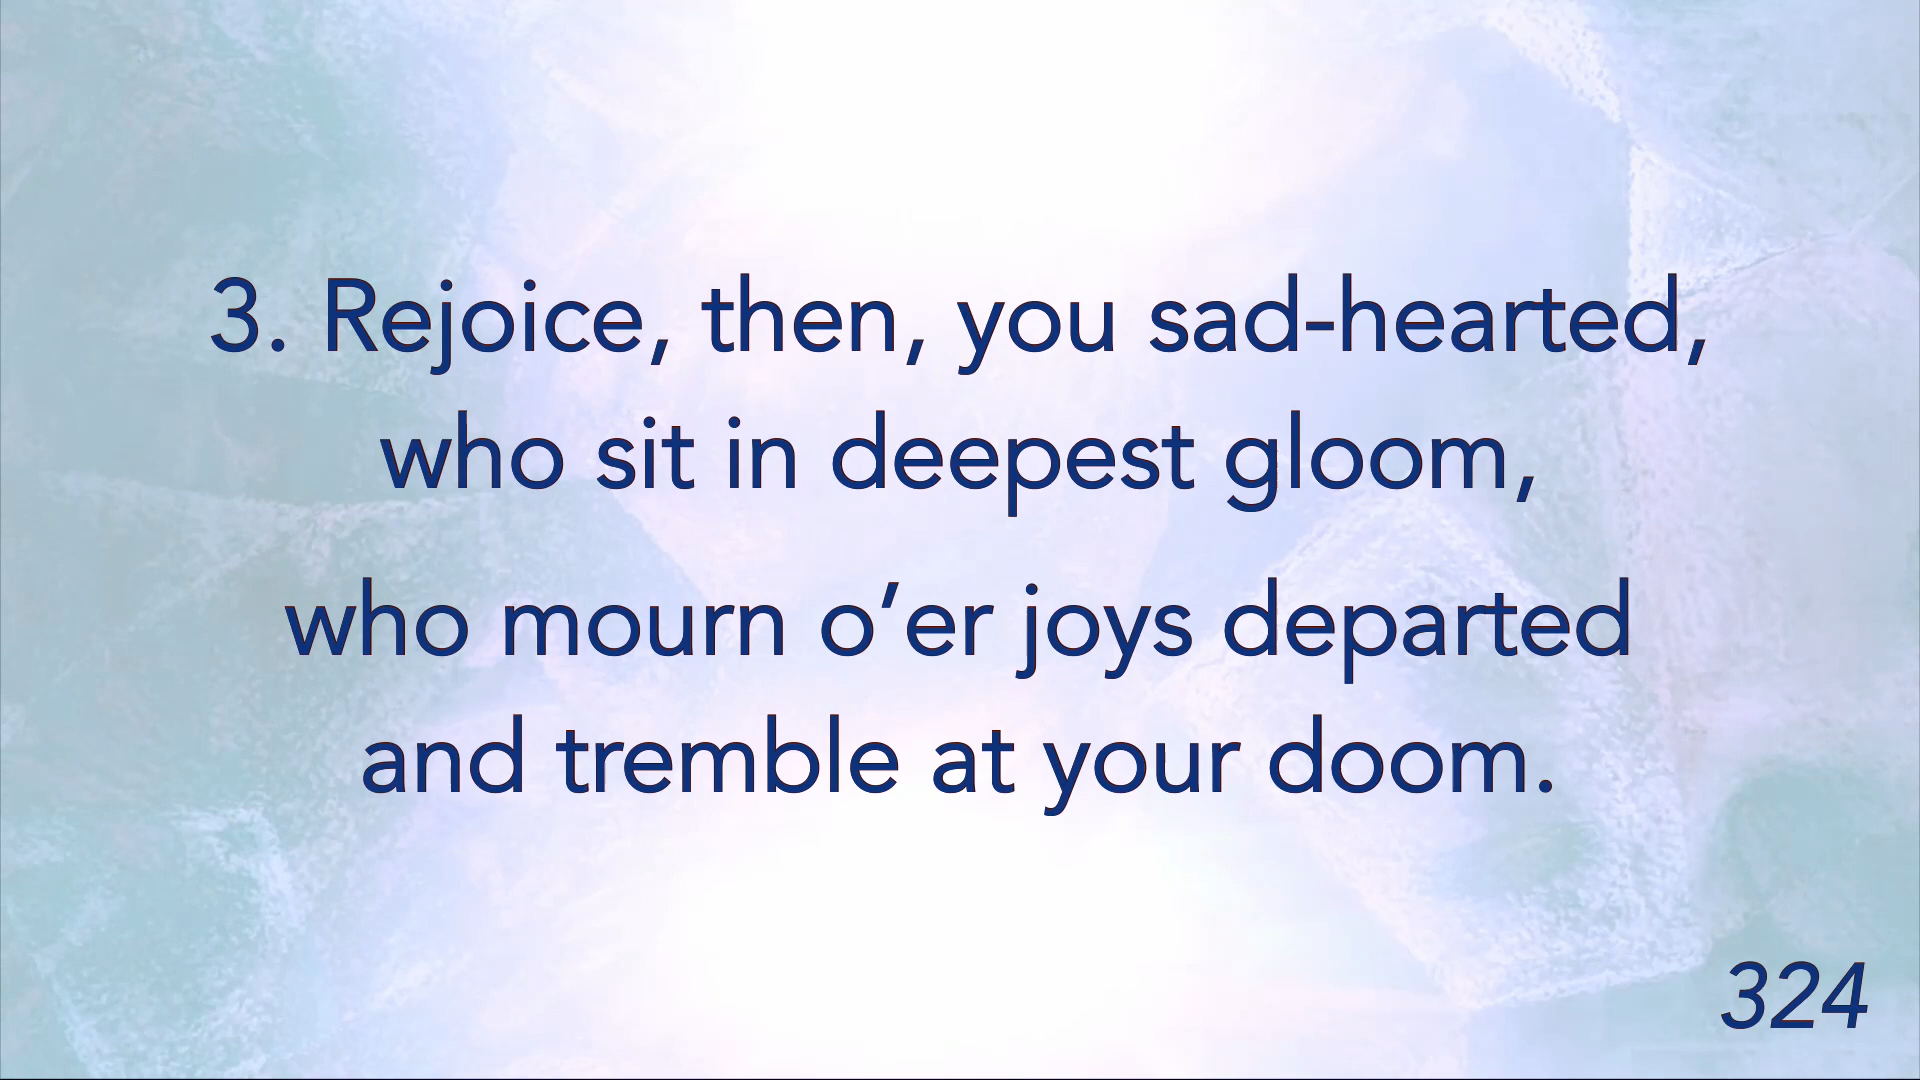 3. Rejoice, then, you sad-hearted,
who sit in deepest gloom,
who mourn o’er joys departed
and tremble at your doom.
324